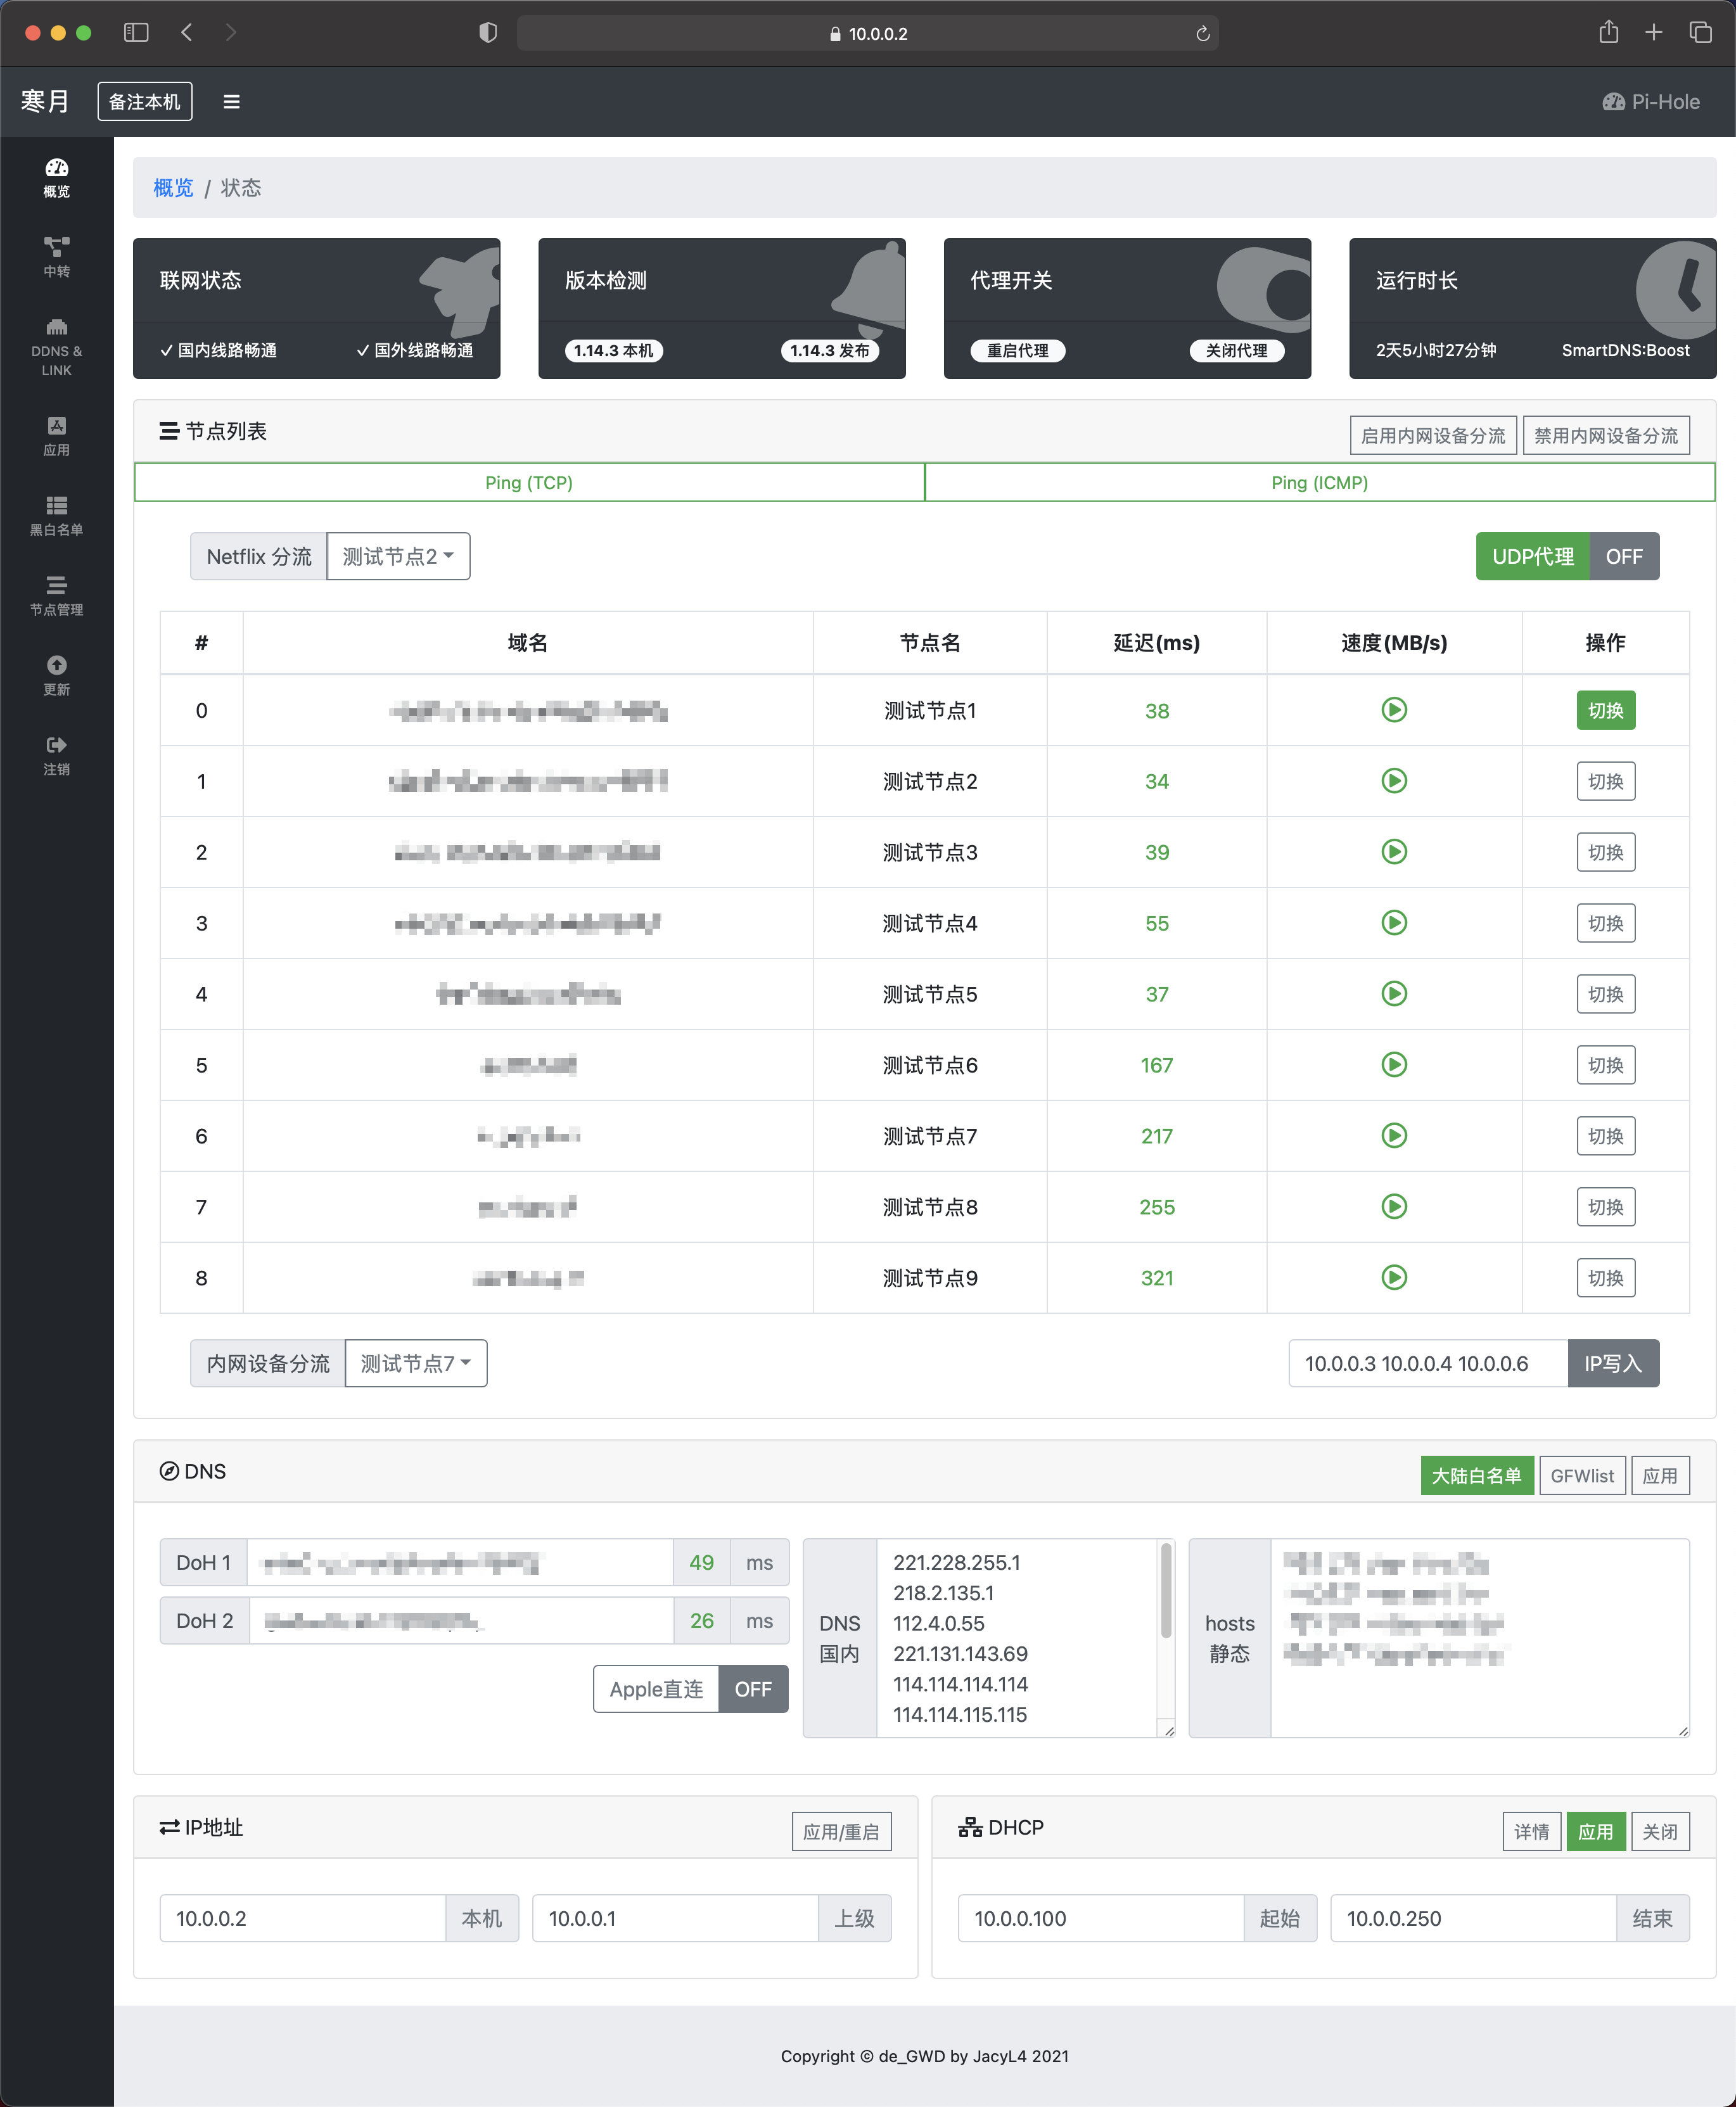 10.0.0.2
寒月 备注本机 Pi-Hole
概览
中转
DDNS &
LINK
应用
黑白名单
节点管理
更新
注销
概览 / 状态
联网状态
国内线路畅通 国外线路畅通
版本检测
1.14.3 本机 1.14.3 发布
代理开关
重启代理 关闭代理
运行时长
2天5小时27分钟 SmartDNS:Boost
节点列表 启用内网设备分流 禁用内网设备分流
Ping (TCP) Ping (ICMP)
Netflix 分流 测试节点2 UDP代理 OFF
# 域名 节点名 延迟(ms) 速度(MB/s) 操作
0 测试节点1 38 切换
1 测试节点2 34 切换
2 测试节点3 39 切换
3 测试节点4 55 切换
4 测试节点5 37 切换
5 测试节点6 167 切换
6 测试节点7 217 切换
7 测试节点8 255 切换
8 测试节点9 321 切换
内网设备分流 测试节点7 10.0.0.3 10.0.0.4 10.0.0.6 IP写入
DNS 大陆白名单 GFWlist 应用
DoH 1 49 ms
DoH 2 26 ms
Apple直连 OFF
DNS
国内
221.228.255.1
218.2.135.1
112.4.0.55
221.131.143.69
114.114.114.114
114.114.115.115
hosts
静态
IP地址 应用/重启
10.0.0.2 本机 10.0.0.1 上级
DHCP 详情 应用 关闭
10.0.0.100 起始 10.0.0.250 结束
Copyright © de_GWD by JacyL4 2021